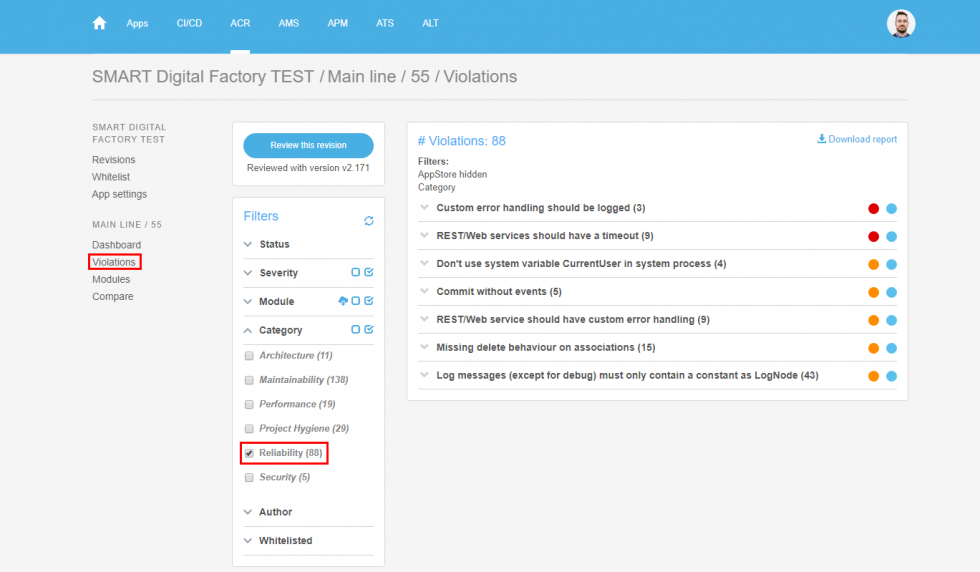 Apps CI/CD ACR AMS APM ATS ALT
SMART Digital Factory TEST / Main line / 55 / Violations
SMART DIGITAL
FACTORY TEST
Revisions
Whitelist
App settings
MAIN LINE / 55
Dashboard
Violations
Modules
Compare
Review this revision
Reviewed with version v2.171
Filters
Status
Severity
Module
Category
Architecture (11)
Maintainability (138)
Performance (19)
Project Hygiene (29)
Reliability (88)
Security (5)
Author
Whitelisted
# Violations: 88
Download report
Filters:
AppStore hidden
Category
Custom error handling should be logged (3)
REST/Web services should have a timeout (9)
Don't use system variable CurrentUser in system process (4)
Commit without events (5)
REST/Web service should have custom error handling (9)
Missing delete behaviour on associations (15)
Log messages (except for debug) must only contain a constant as LogNode (43)